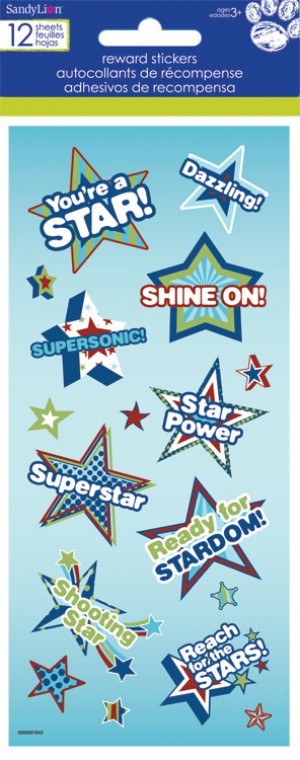 SandyLion
12 sheets
feuilles
hojas
ages
edades 3+
reward stickers
autocollants de récompense
adhesivos de recompensa
You're a
STAR!
Dazzling!
SHINE ON!
SUPERSONIC!
Star
Power
Superstar
Ready for
STARDOM!
Shooting
Star
Reach
for the
STARS!